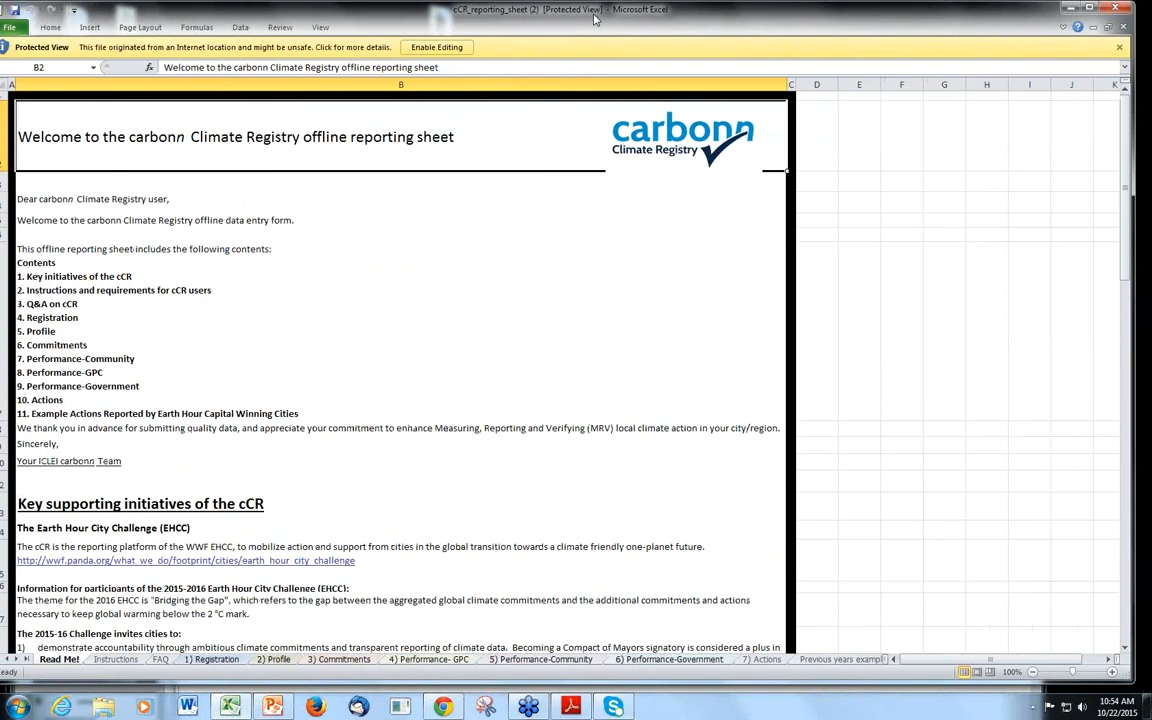 cCR_reporting_sheet (2) [Protected View] - Microsoft Excel
File Home Insert Page Layout Formulas Data Review View
Protected View This file originated from an Internet location and might be unsafe. Click for more details. Enable Editing
B2 fx Welcome to the carbonn Climate Registry offline reporting sheet
A B C D E F G H I J K
Welcome to the carbonn Climate Registry offline reporting sheet
carbonn
Climate Registry
Dear carbonn Climate Registry user,
Welcome to the carbonn Climate Registry offline data entry form.
This offline reporting sheet includes the following contents:
Contents
1. Key initiatives of the cCR
2. Instructions and requirements for cCR users
3. Q&A on cCR
4. Registration
5. Profile
6. Commitments
7. Performance-Community
8. Performance-GPC
9. Performance-Government
10. Actions
11. Example Actions Reported by Earth Hour Capital Winning Cities
We thank you in advance for submitting quality data, and appreciate your commitment to enhance Measuring, Reporting and Verifying (MRV) local climate action in your city/region.
Sincerely,
Your ICLEI carbonn Team
Key supporting initiatives of the cCR
The Earth Hour City Challenge (EHCC)
The cCR is the reporting platform of the WWF EHCC, to mobilize action and support from cities in the global transition towards a climate friendly one-planet future.
http://wwf.panda.org/what_we_do/footprint/cities/earth_hour_city_challenge
Information for participants of the 2015-2016 Earth Hour City Challenge (EHCC):
The theme for the 2016 EHCC is "Bridging the Gap", which refers to the gap between the aggregated global climate commitments and the additional commitments and actions
necessary to keep global warming below the 2 °C mark.
The 2015-16 Challenge invites cities to:
1) demonstrate accountability through ambitious climate commitments and transparent reporting of climate data. Becoming a Compact of Mayors signatory is considered a plus in
Read Me! Instructions FAQ 1) Registration 2) Profile 3) Commitments 4) Performance- GPC 5) Performance-Community 6) Performance-Government 7) Actions Previous years exampl
eady 100%
10:54 AM
10/22/2015